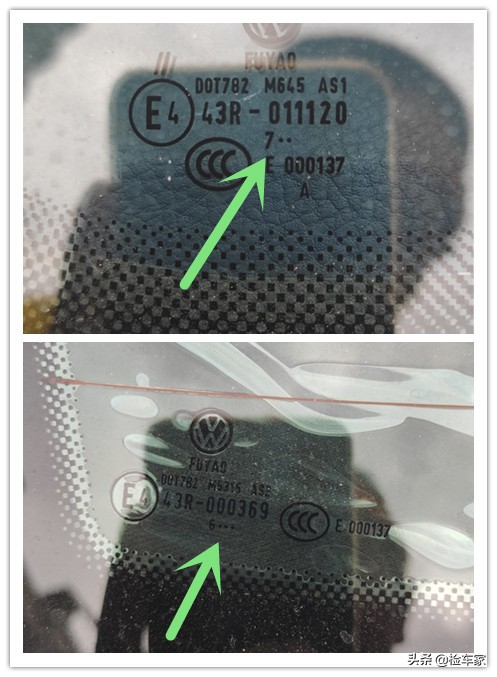 FUYAO
DOT782 M645 AS1
E4 43R-011120
7··
CCC E 000137
A
FUYAO
DOT782 M5315 AS2
E4 43R-000369
6···
CCC E 000137
头条 @检车家